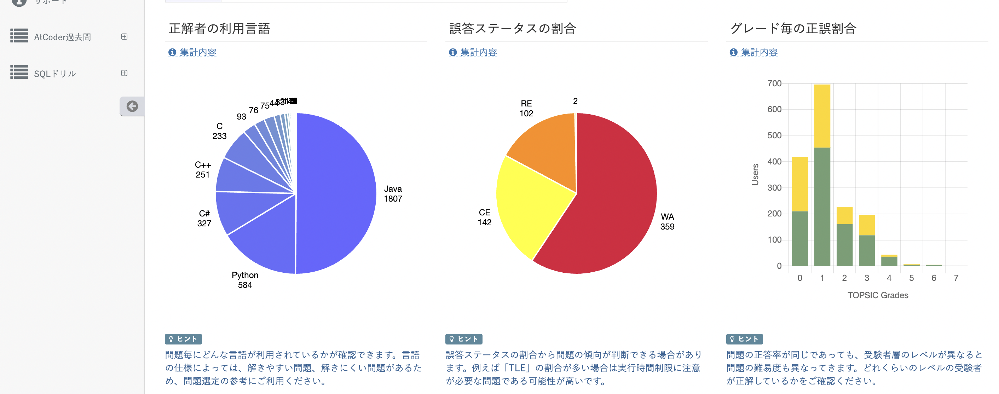 サポート
AtCoder過去問
SQLドリル
正解者の利用言語
集計内容
93
76
75
44
C
233
C++
251
C#
327
Python
584
Java
1807
ヒント
問題毎にどんな言語が利用されているかが確認できます。言語
の仕様によっては、解きやすい問題、解きにくい問題があるた
め、問題選定の参考にご利用ください。
誤答ステータスの割合
集計内容
RE
102
2
CE
142
WA
359
ヒント
誤答ステータスの割合から問題の傾向が判断できる場合があり
ます。例えば「TLE」の割合が多い場合は実行時間制限に注意
が必要な問題である可能性が高いです。
グレード毎の正誤割合
集計内容
700
600
500
400
300
200
100
0
Users
0 1 2 3 4 5 6 7
TOPSIC Grades
ヒント
問題の正答率が同じであっても、受験者層のレベルが異なると
問題の難易度も異なってきます。どれくらいのレベルの受験者
が正解しているかをご確認ください。